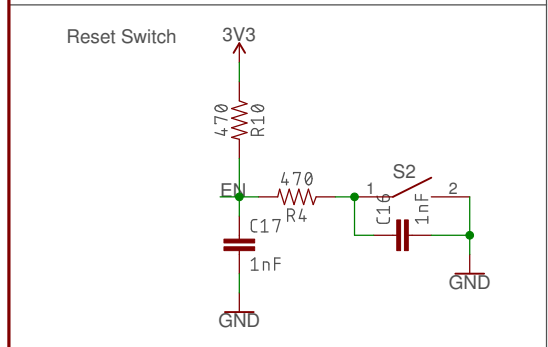 Reset Switch
3V3
470
R10
EN
470
R4
S2
1
2
C16
1nF
C17
1nF
GND
GND